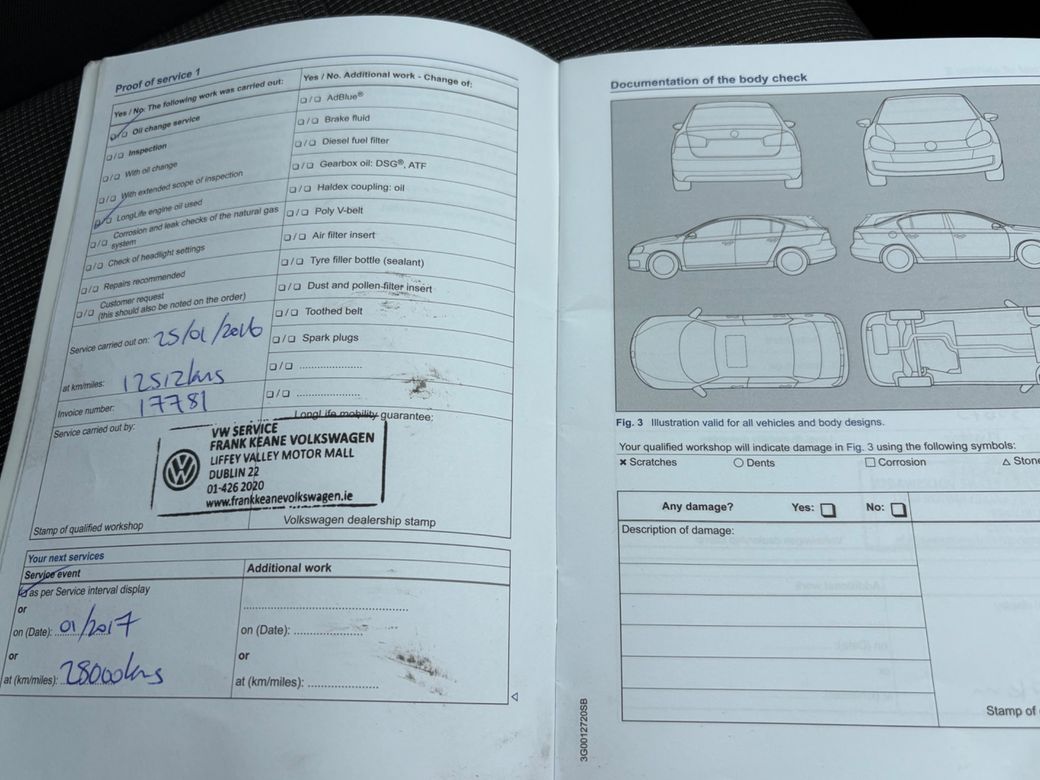 Proof of service 1
Yes / No: The following work was carried out:
❏/❏ Oil change service
❏/❏ Inspection
❏/❏ With oil change
❏/❏ With extended scope of inspection
❏/❏ LongLife engine oil used
❏/❏ Corrosion and leak checks of the natural gas
system
❏/❏ Check of headlight settings
❏/❏ Repairs recommended
❏/❏ Customer request
(this should also be noted on the order)
Service carried out on: 25/01/2016
at km/miles: 12512kms
Invoice number: 17781
Service carried out by:
Yes / No. Additional work - Change of:
❏/❏ AdBlue®
❏/❏ Brake fluid
❏/❏ Diesel fuel filter
❏/❏ Gearbox oil: DSG®, ATF
❏/❏ Haldex coupling: oil
❏/❏ Poly V-belt
❏/❏ Air filter insert
❏/❏ Tyre filler bottle (sealant)
❏/❏ Dust and pollen filter insert
❏/❏ Toothed belt
❏/❏ Spark plugs
❏/❏ ....................
❏/❏ ....................
LongLife mobility guarantee:
VW SERVICE
FRANK KEANE VOLKSWAGEN
LIFFEY VALLEY MOTOR MALL
DUBLIN 22
01-426 2020
www.frankkeanevolkswagen.ie
Stamp of qualified workshop
Volkswagen dealership stamp
Your next services
Service event
as per Service interval display
or
on (Date): 01/2017
or
at (km/miles): 28000kms
Additional work
on (Date): ....................
or
at (km/miles): ....................
Documentation of the body check
Fig. 3 Illustration valid for all vehicles and body designs.
Your qualified workshop will indicate damage in Fig. 3 using the following symbols:
× Scratches ○ Dents □ Corrosion △ Stone
Any damage? Yes: ❏ No: ❏
Description of damage:
Stamp of
3G0012720SB